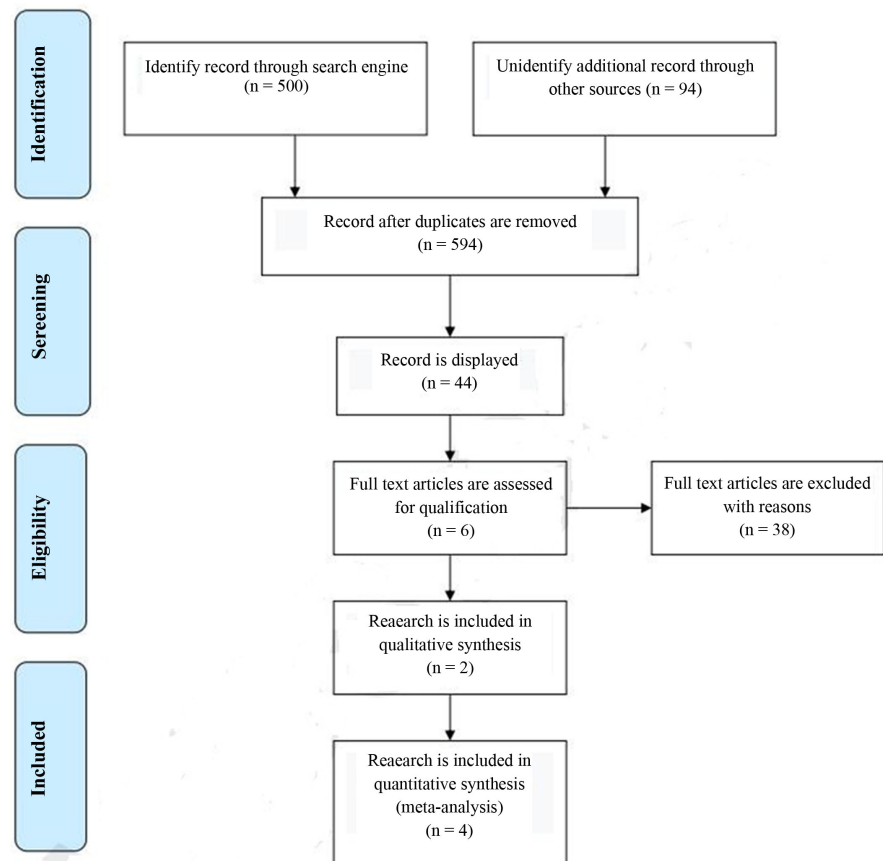 Identification
Identify record through search engine
(n = 500)
Unidentify additional record through
other sources (n = 94)
Record after duplicates are removed
(n = 594)
Sereening
Record is displayed
(n = 44)
Eligibility
Full text articles are assessed
for qualification
(n = 6)
Full text articles are excluded
with reasons
(n = 38)
Reaearch is included in
qualitative synthesis
(n = 2)
Included
Reaearch is included in
quantitative synthesis
(meta-analysis)
(n = 4)